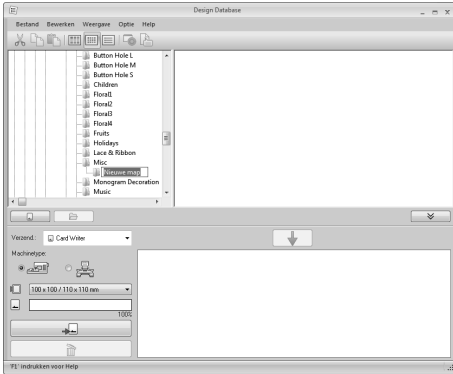 Design Database
Bestand Bewerken Weergave Optie Help
Button Hole L
Button Hole M
Button Hole S
Children
Floral1
Floral2
Floral3
Floral4
Fruits
Holidays
Lace & Ribbon
Misc
Nieuwe map
Monogram Decoration
Music
Verzend.: Card Writer
Machinetype:
100 x 100 / 110 x 110 mm
100%
'F1' indrukken voor Help